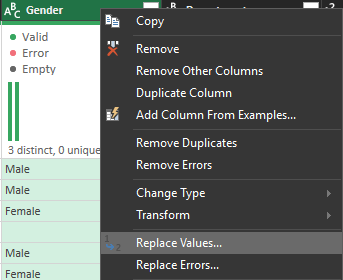 ABC Gender
Valid
Error
Empty
3 distinct, 0 unique
Male
Male
Female
Male
Female
Copy
Remove
Remove Other Columns
Duplicate Column
Add Column From Examples...
Remove Duplicates
Remove Errors
Change Type
Transform
Replace Values...
Replace Errors...